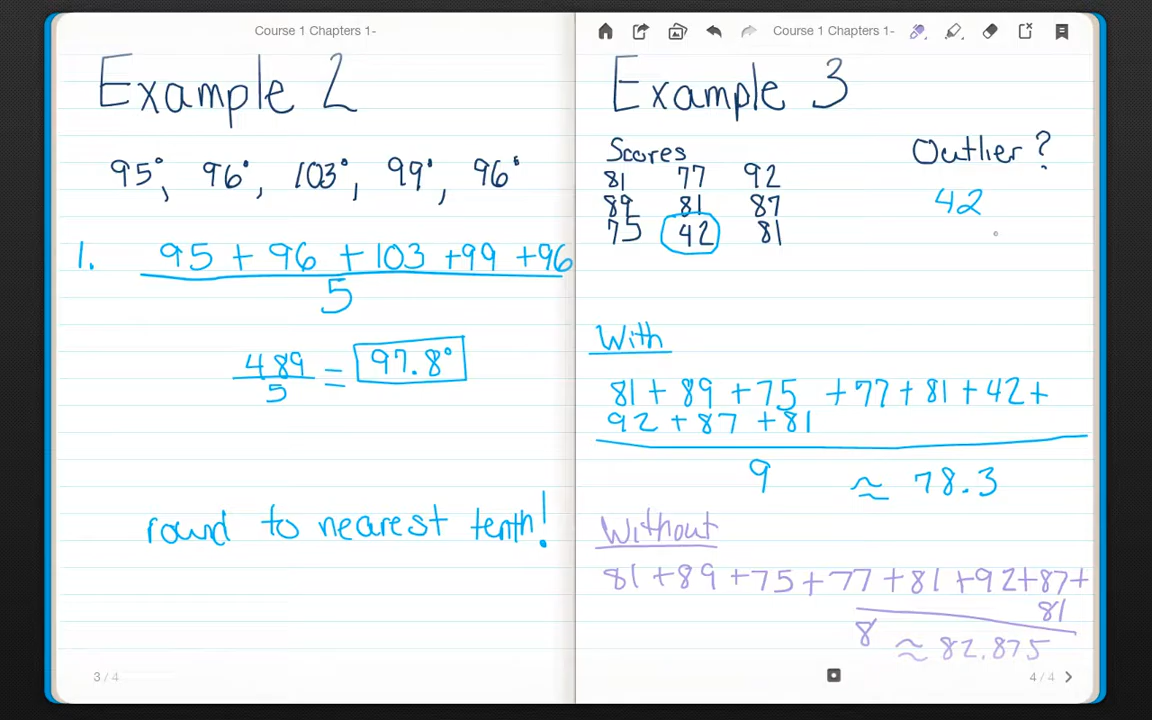 Course 1 Chapters 1-
Example 2
95°, 96°, 103°, 99°, 96°
1. 95 + 96 + 103 + 99 + 96
5
489
5
= 97.8°
round to nearest tenth!
3 / 4
Course 1 Chapters 1-
Example 3
Scores
81 77 92
89 81 87
75 42 81
Outlier?
42
With
81 + 89 + 75 + 77 + 81 + 42 +
92 + 87 + 81
9 ≈ 78.3
Without
81 + 89 + 75 + 77 + 81 + 92 + 87 +
81
8 ≈ 82.875
4 / 4